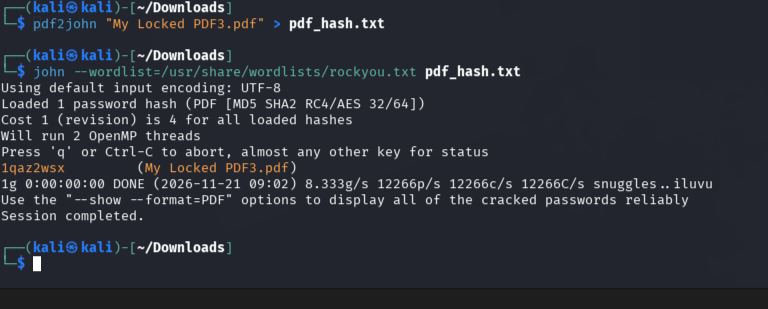 ┌──(kali㉿kali)-[~/Downloads]
└─$ pdf2john "My Locked PDF3.pdf" > pdf_hash.txt
┌──(kali㉿kali)-[~/Downloads]
└─$ john --wordlist=/usr/share/wordlists/rockyou.txt pdf_hash.txt
Using default input encoding: UTF-8
Loaded 1 password hash (PDF [MD5 SHA2 RC4/AES 32/64])
Cost 1 (revision) is 4 for all loaded hashes
Will run 2 OpenMP threads
Press 'q' or Ctrl-C to abort, almost any other key for status
1qaz2wsx         (My Locked PDF3.pdf)
1g 0:00:00:00 DONE (2026-11-21 09:02) 8.333g/s 12266p/s 12266c/s 12266C/s snuggles..iluvu
Use the "--show --format=PDF" options to display all of the cracked passwords reliably
Session completed.
┌──(kali㉿kali)-[~/Downloads]
└─$